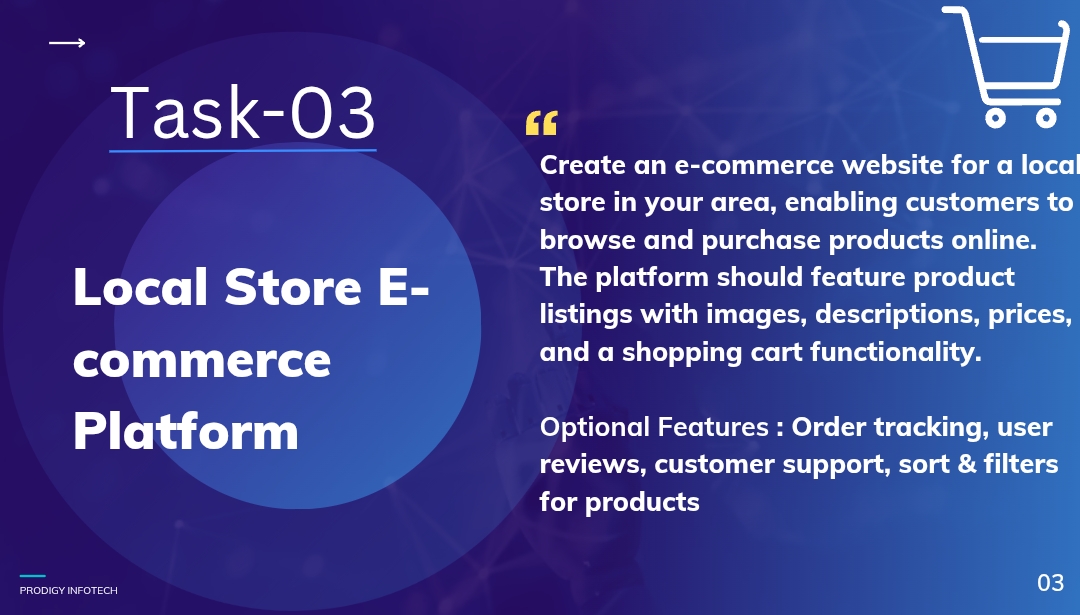 Task-03
Local Store E-
commerce
Platform
“
Create an e-commerce website for a local
store in your area, enabling customers to
browse and purchase products online.
The platform should feature product
listings with images, descriptions, prices,
and a shopping cart functionality.
Optional Features : Order tracking, user
reviews, customer support, sort & filters
for products
PRODIGY INFOTECH
03